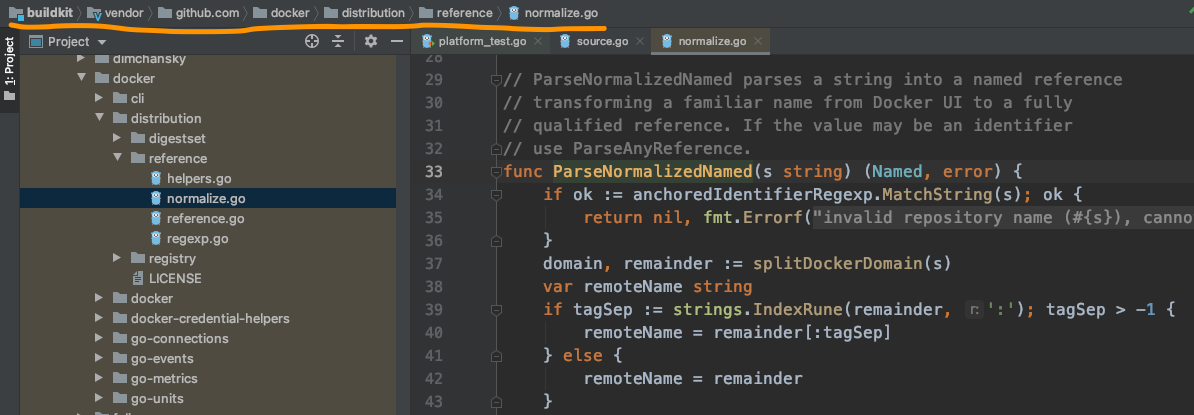 buildkit vendor github.com docker distribution reference normalize.go
1: Project
Project
platform_test.go source.go normalize.go
dimchansky
docker
cli
distribution
digestset
reference
helpers.go
normalize.go
reference.go
regexp.go
registry
LICENSE
docker
docker-credential-helpers
go-connections
go-events
go-metrics
go-units
28
29 // ParseNormalizedNamed parses a string into a named reference
30 // transforming a familiar name from Docker UI to a fully
31 // qualified reference. If the value may be an identifier
32 // use ParseAnyReference.
33 func ParseNormalizedNamed(s string) (Named, error) {
34 if ok := anchoredIdentifierRegexp.MatchString(s); ok {
35 return nil, fmt.Errorf("invalid repository name (#{s}), canno
36 }
37 domain, remainder := splitDockerDomain(s)
38 var remoteName string
39 if tagSep := strings.IndexRune(remainder, r: ':'); tagSep > -1 {
40 remoteName = remainder[:tagSep]
41 } else {
42 remoteName = remainder
43 }